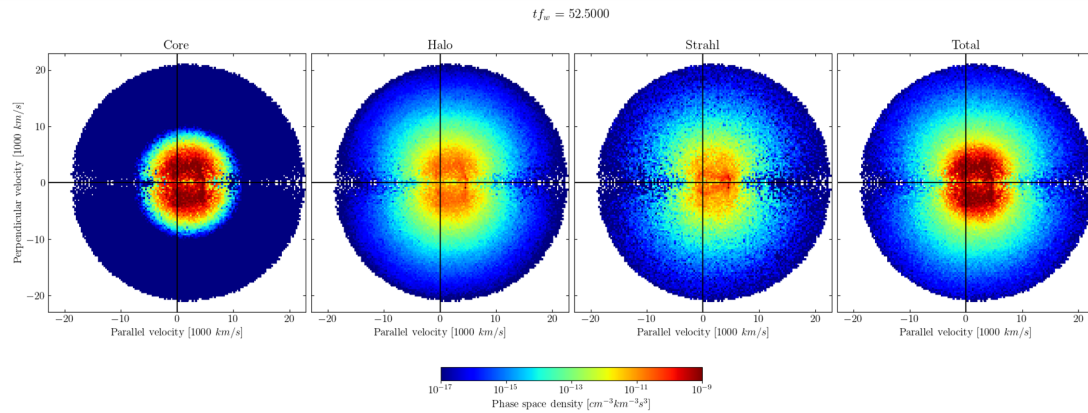 tf_w = 52.5000
Core Halo Strahl Total
Perpendicular velocity [1000 km/s]
20
10
0
−10
−20
−20 −10 0 10 20 −20 −10 0 10 20 −20 −10 0 10 20 −20 −10 0 10 20
Parallel velocity [1000 km/s] Parallel velocity [1000 km/s] Parallel velocity [1000 km/s] Parallel velocity [1000 km/s]
10^−17 10^−15 10^−13 10^−11 10^−9
Phase space density [cm^−3km^−3s^3]